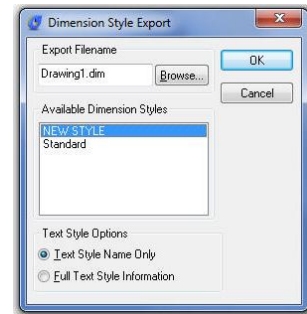 Dimension Style Export
Export Filename
Drawing1.dim
Browse...
OK
Cancel
Available Dimension Styles
NEW STYLE
Standard
Text Style Options
Text Style Name Only
Full Text Style Information